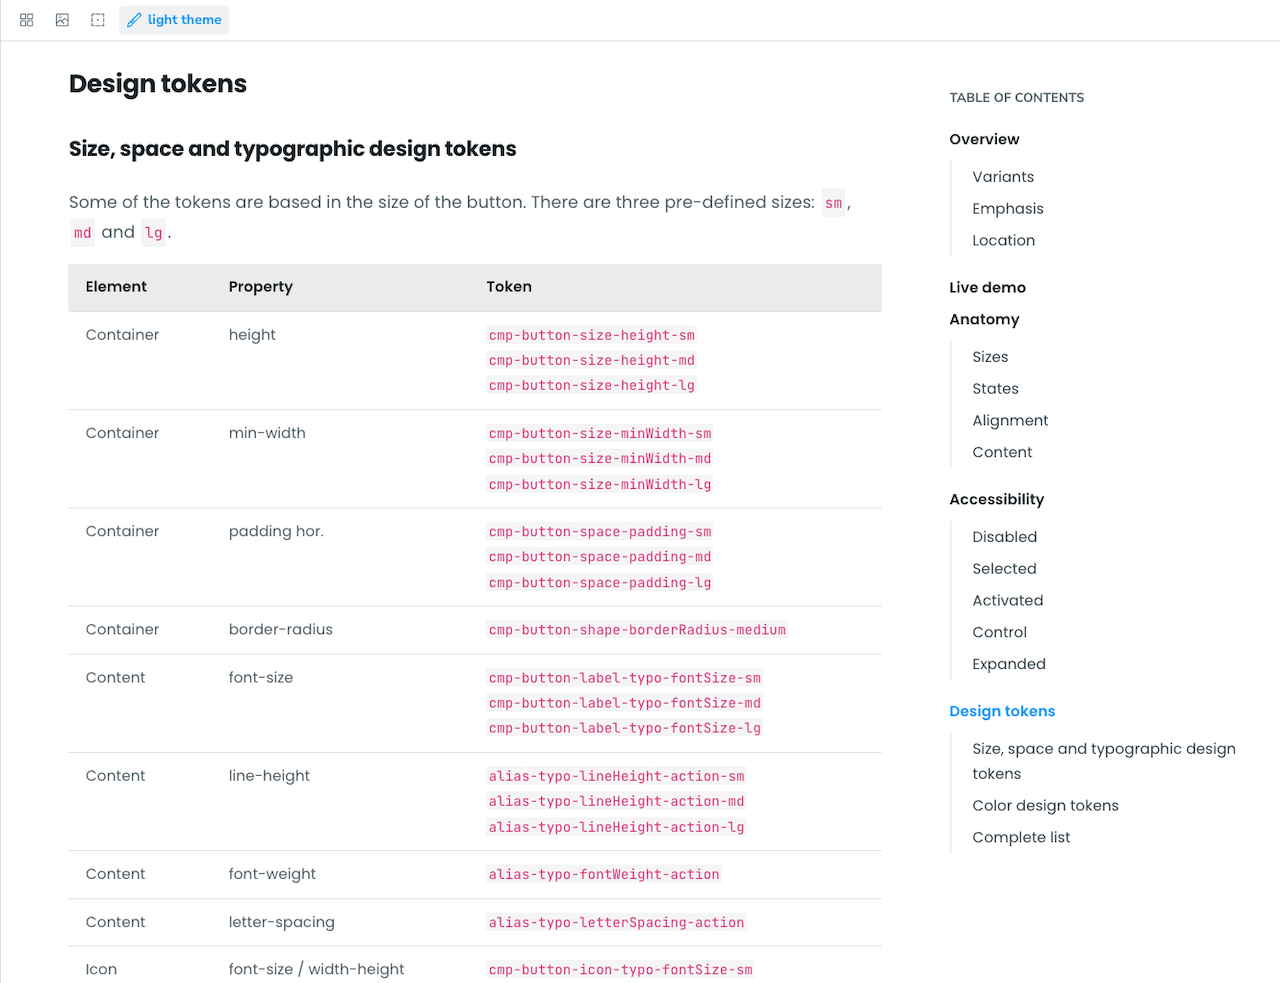 light theme
Design tokens
Size, space and typographic design tokens
Some of the tokens are based in the size of the button. There are three pre-defined sizes: sm ,
md and lg .
Element Property Token
Container height cmp-button-size-height-sm
cmp-button-size-height-md
cmp-button-size-height-lg
Container min-width cmp-button-size-minWidth-sm
cmp-button-size-minWidth-md
cmp-button-size-minWidth-lg
Container padding hor. cmp-button-space-padding-sm
cmp-button-space-padding-md
cmp-button-space-padding-lg
Container border-radius cmp-button-shape-borderRadius-medium
Content font-size cmp-button-label-typo-fontSize-sm
cmp-button-label-typo-fontSize-md
cmp-button-label-typo-fontSize-lg
Content line-height alias-typo-lineHeight-action-sm
alias-typo-lineHeight-action-md
alias-typo-lineHeight-action-lg
Content font-weight alias-typo-fontWeight-action
Content letter-spacing alias-typo-letterSpacing-action
Icon font-size / width-height cmp-button-icon-typo-fontSize-sm
TABLE OF CONTENTS
Overview
Variants
Emphasis
Location
Live demo
Anatomy
Sizes
States
Alignment
Content
Accessibility
Disabled
Selected
Activated
Control
Expanded
Design tokens
Size, space and typographic design
tokens
Color design tokens
Complete list